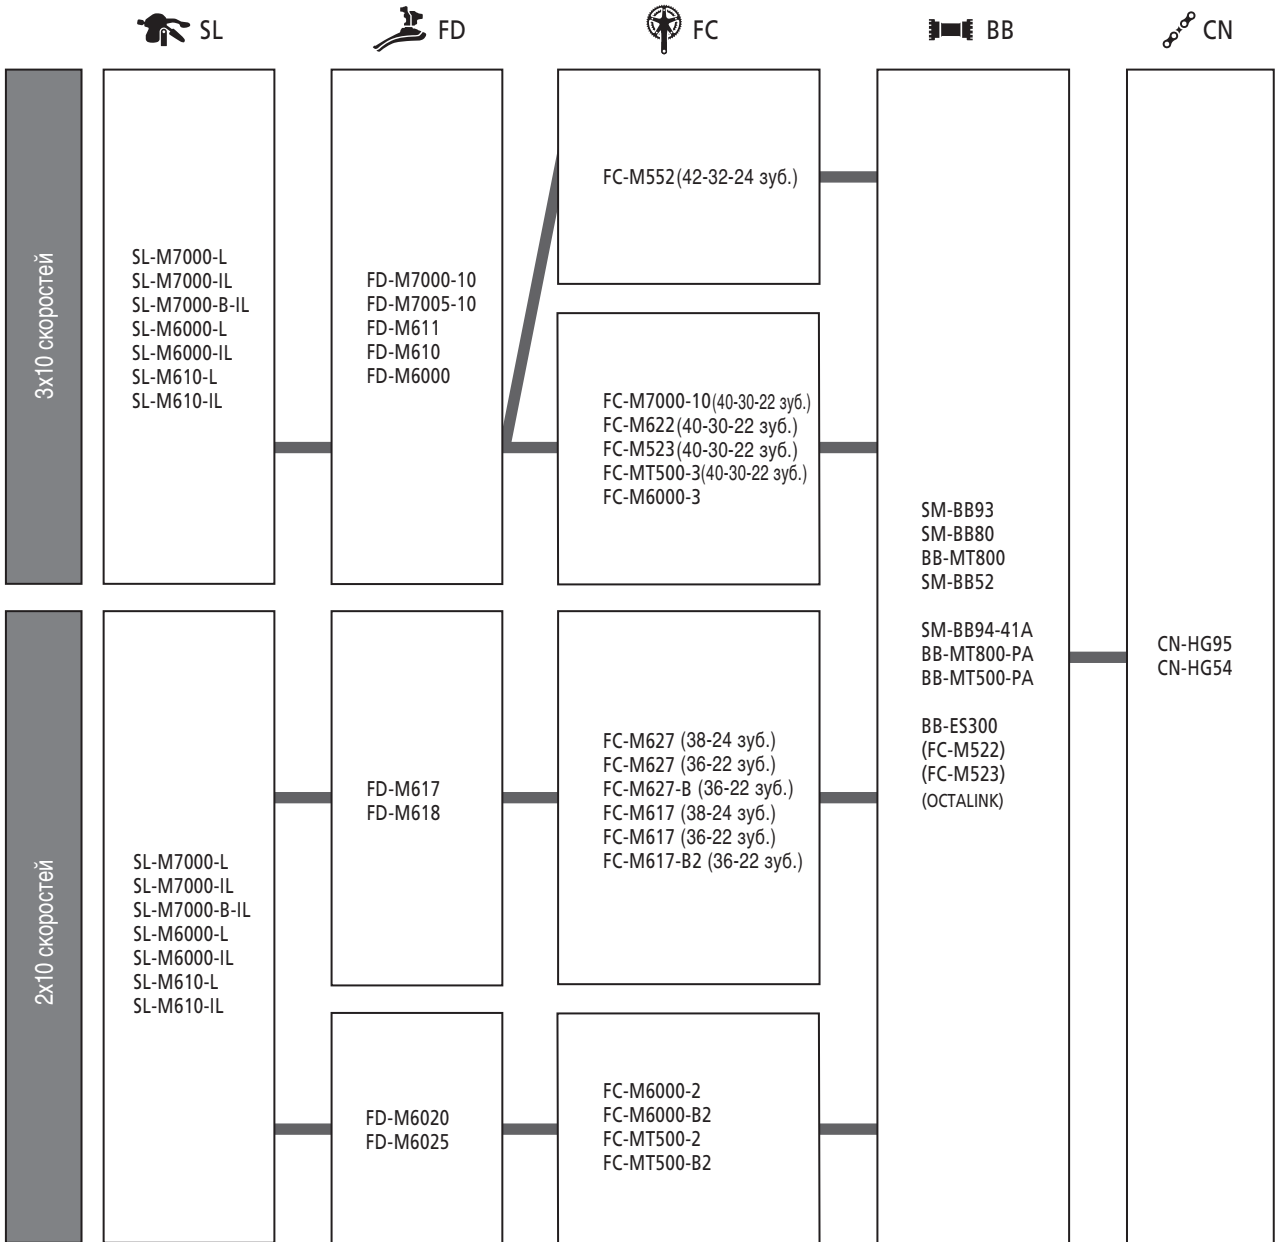 SL
FD
FC
BB
CN
3x10 скоростей
SL-M7000-L
SL-M7000-IL
SL-M7000-B-IL
SL-M6000-L
SL-M6000-IL
SL-M610-L
SL-M610-IL
FD-M7000-10
FD-M7005-10
FD-M611
FD-M610
FD-M6000
FC-M552 (42-32-24 зуб.)
FC-M7000-10 (40-30-22 зуб.)
FC-M622 (40-30-22 зуб.)
FC-M523 (40-30-22 зуб.)
FC-MT500-3 (40-30-22 зуб.)
FC-M6000-3
2x10 скоростей
SL-M7000-L
SL-M7000-IL
SL-M7000-B-IL
SL-M6000-L
SL-M6000-IL
SL-M610-L
SL-M610-IL
FD-M617
FD-M618
FC-M627 (38-24 зуб.)
FC-M627 (36-22 зуб.)
FC-M627-B (36-22 зуб.)
FC-M617 (38-24 зуб.)
FC-M617 (36-22 зуб.)
FC-M617-B2 (36-22 зуб.)
FD-M6020
FD-M6025
FC-M6000-2
FC-M6000-B2
FC-MT500-2
FC-MT500-B2
SM-BB93
SM-BB80
BB-MT800
SM-BB52
SM-BB94-41A
BB-MT800-PA
BB-MT500-PA
BB-ES300
(FC-M522)
(FC-M523)
(OCTALINK)
CN-HG95
CN-HG54